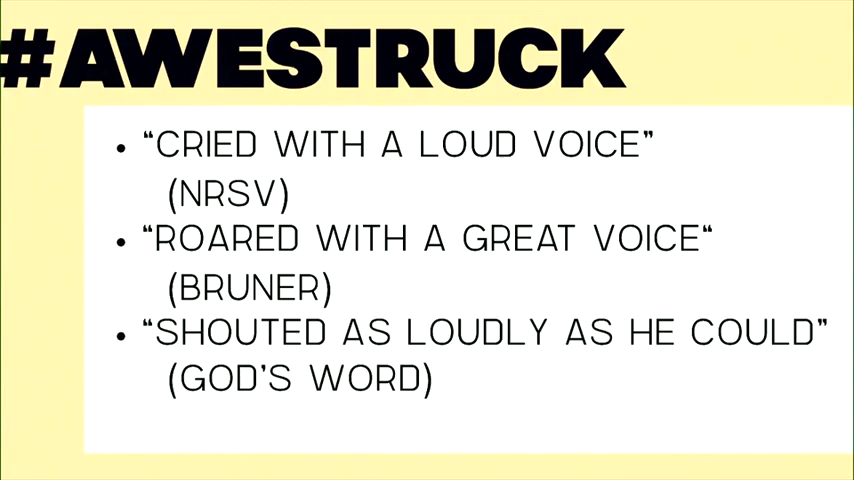 #AWESTRUCK
• “CRIED WITH A LOUD VOICE”
(NRSV)
• “ROARED WITH A GREAT VOICE“
(BRUNER)
• “SHOUTED AS LOUDLY AS HE COULD”
(GOD'S WORD)